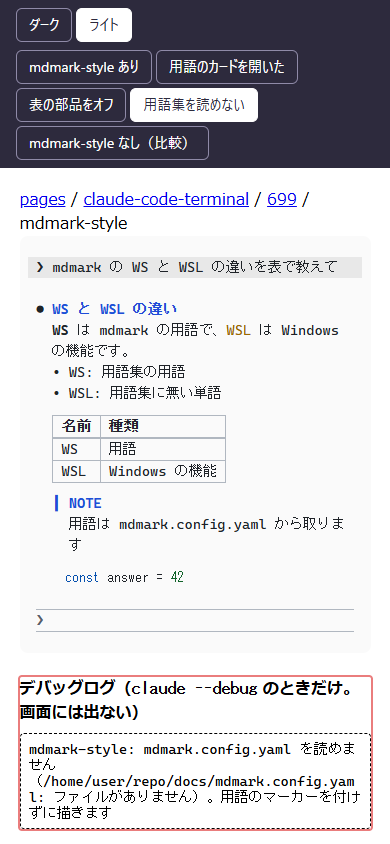 ダーク ライト
mdmark-style あり 用語のカードを開いた
表の部品をオフ 用語集を読めない
mdmark-style なし（比較）
pages / claude-code-terminal / 699 /
mdmark-style
❯ mdmark の WS と WSL の違いを表で教えて
● WS と WSL の違い
WS は mdmark の用語で、WSL は Windows
の機能です。
• WS: 用語集の用語
• WSL: 用語集に無い単語
名前 種類
WS 用語
WSL Windows の機能
NOTE
用語は mdmark.config.yaml から取りま
す
const answer = 42
❯
デバッグログ（claude --debug のときだけ。
画面には出ない）
mdmark-style: mdmark.config.yaml を読めません
（/home/user/repo/docs/mdmark.config.yam
l: ファイルがありません）。用語のマーカーを付け
ずに描きます